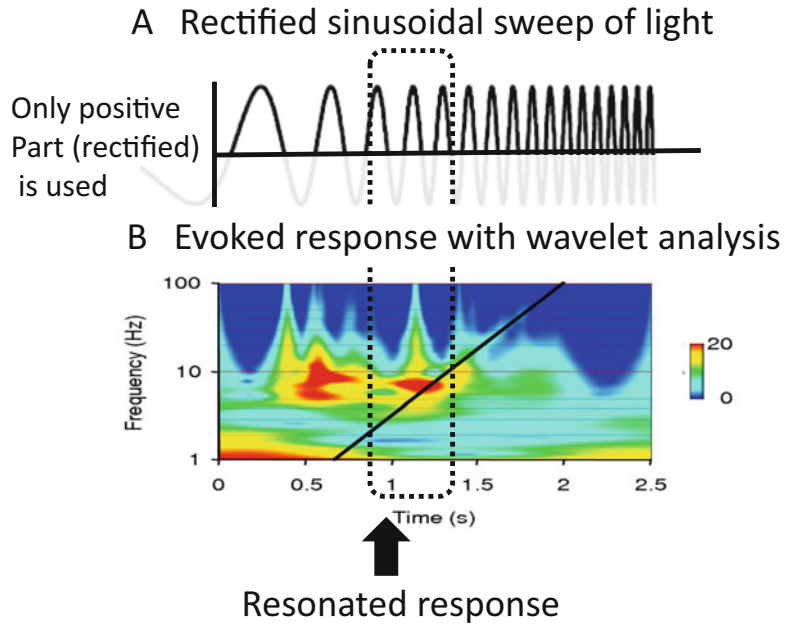 A Rectified sinusoidal sweep of light
Only positive
Part (rectified)
is used
B Evoked response with wavelet analysis
Frequency (Hz)
100
10
1
20
0
0 0.5 1 1.5 2 2.5
Time (s)
Resonated response